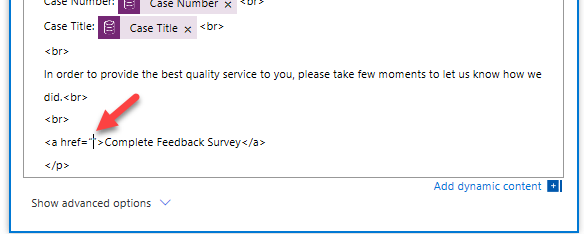 Case Number: Case Number × <br>
Case Title: Case Title × <br>
<br>
In order to provide the best quality service to you, please take few moments to let us know how we
did.<br>
<br>
<a href="">Complete Feedback Survey</a>
</p>
Add dynamic content
Show advanced options